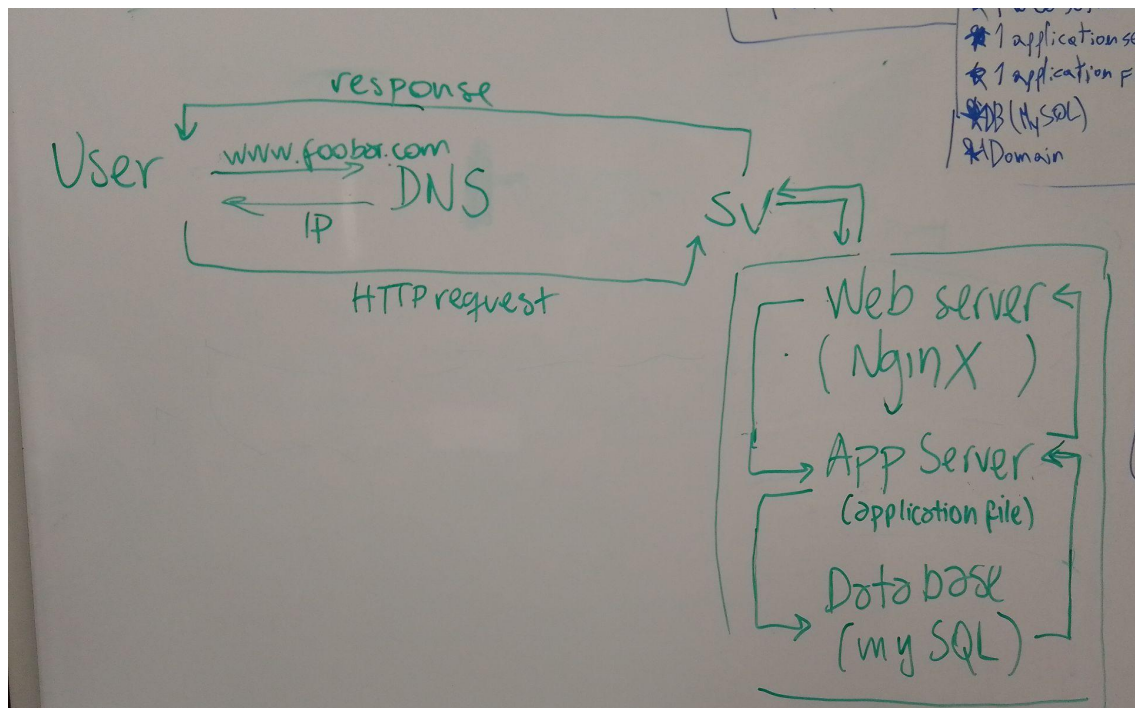 1 application se
1 application F
DB (MySQL)
1 Domain
response
User
www.foobar.com
DNS
IP
HTTP request
SV
Web server
(NginX)
App Server
(application file)
Database
(my SQL)